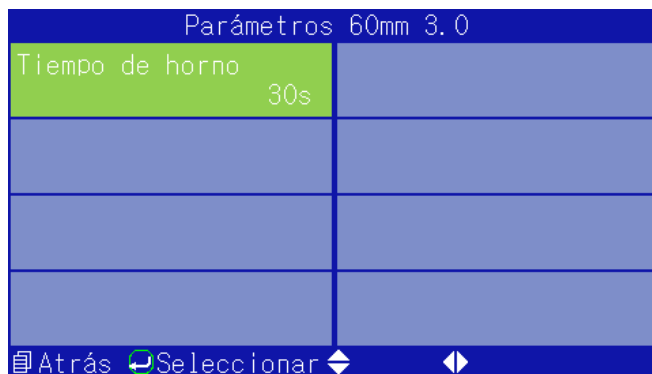 Parámetros 60mm 3.0
Tiempo de horno
30s
Atrás Seleccionar